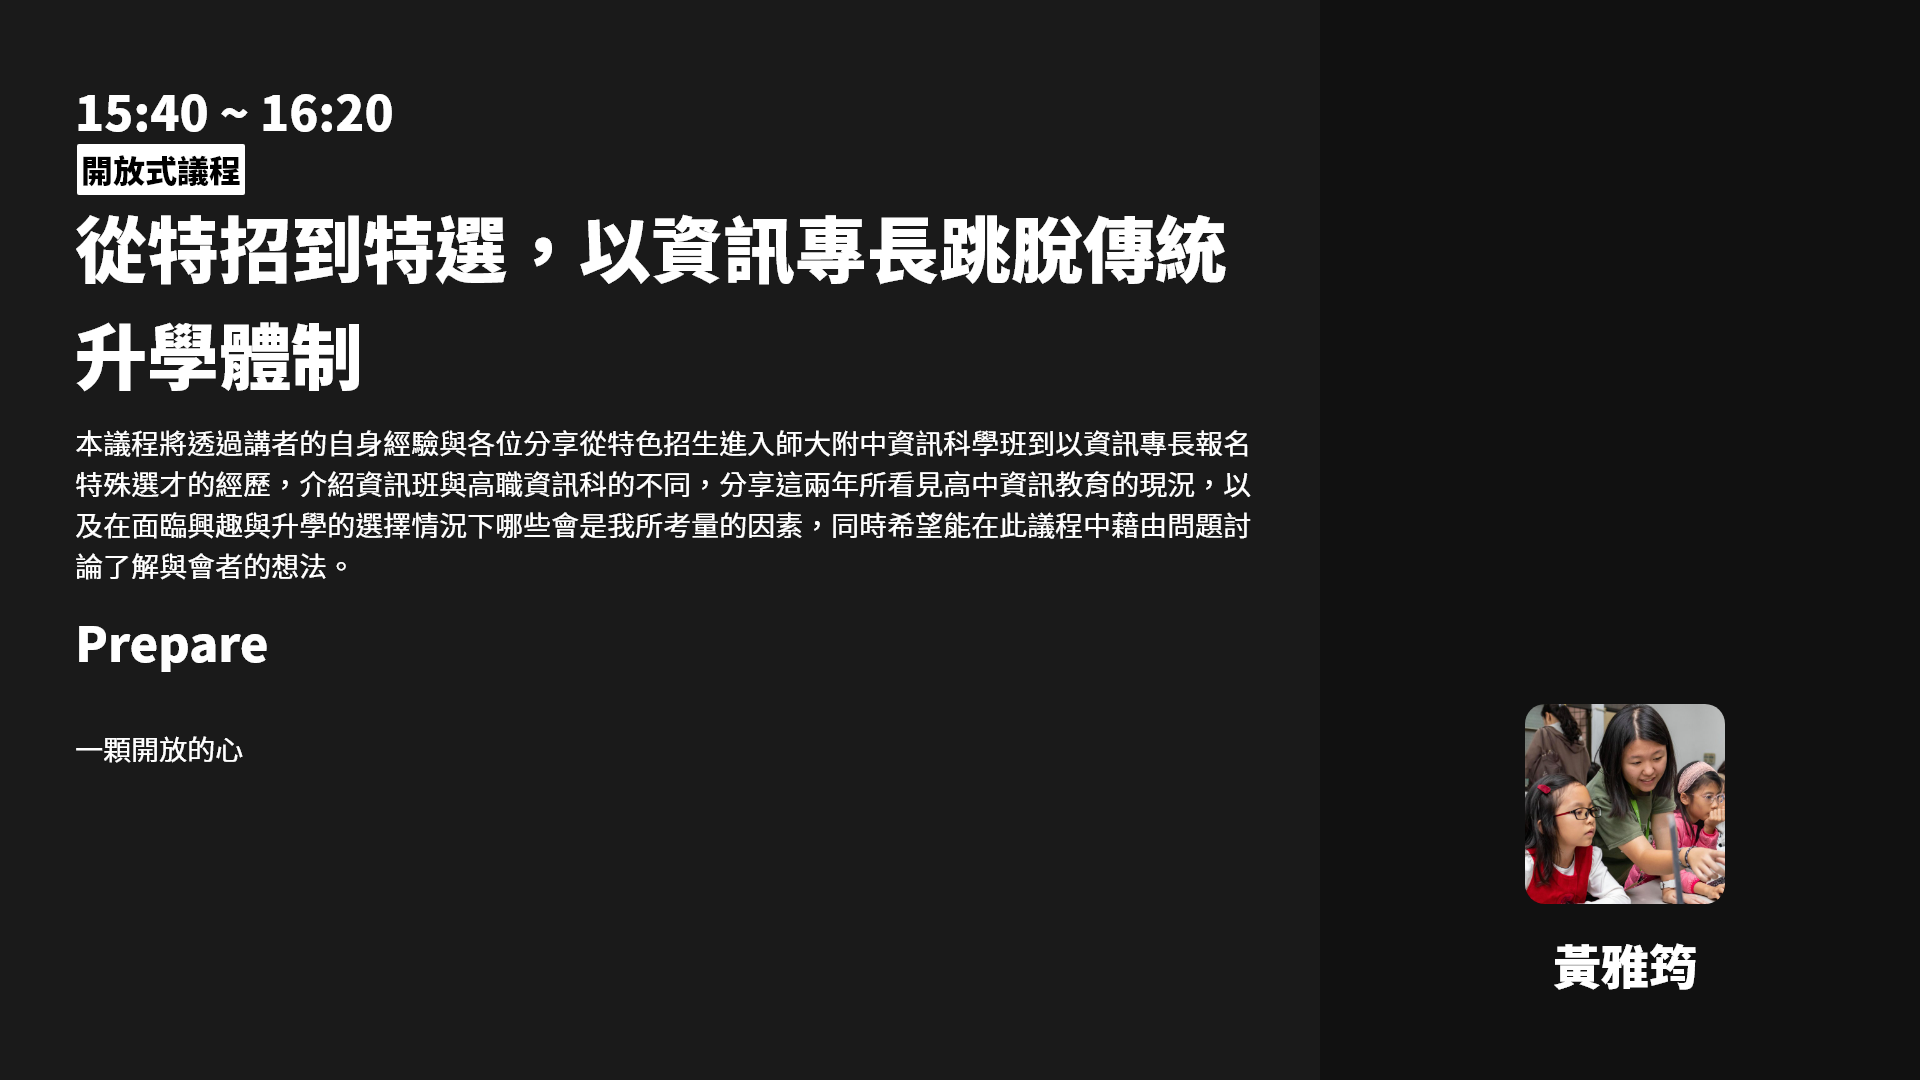 15:40 ~ 16:20
開放式議程
從特招到特選，以資訊專長跳脫傳統
升學體制
本議程將透過講者的自身經驗與各位分享從特色招生進入師大附中資訊科學班到以資訊專長報名
特殊選才的經歷，介紹資訊班與高職資訊科的不同，分享這兩年所看見高中資訊教育的現況，以
及在面臨興趣與升學的選擇情況下哪些會是我所考量的因素，同時希望能在此議程中藉由問題討
論了解與會者的想法。
Prepare
一顆開放的心
黃雅筠